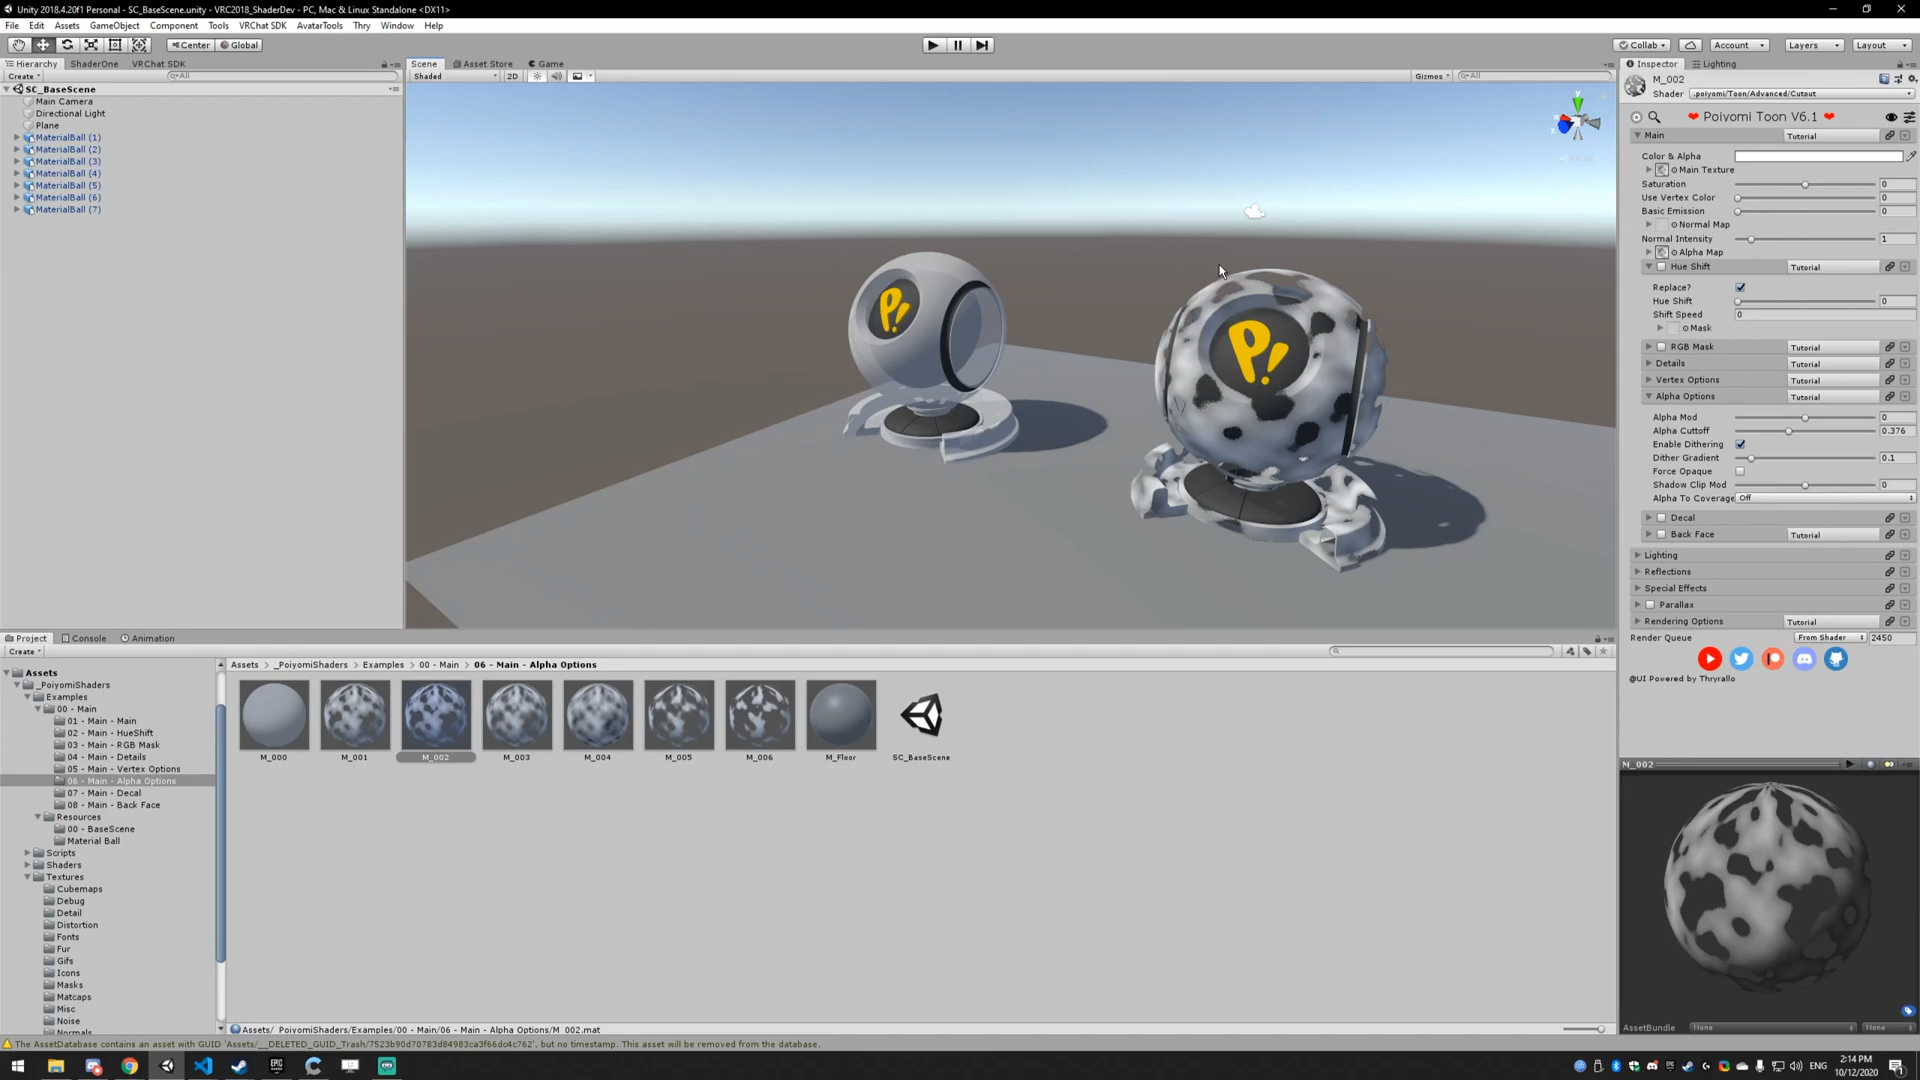 Unity 2018.4.20f1 Personal - SC_BaseScene.unity - VRC2018_ShaderDev - PC, Mac & Linux Standalone <DX11>
File Edit Assets GameObject Component Tools VRChat SDK AvatarTools Thry Window Help
Center Global Collab Account Layers Layout
Hierarchy ShaderOne VRChat SDK
Create All
SC_BaseScene
Main Camera
Directional Light
Plane
MaterialBall (1)
MaterialBall (2)
MaterialBall (3)
MaterialBall (4)
MaterialBall (5)
MaterialBall (6)
MaterialBall (7)
Scene Asset Store Game
Shaded 2D Gizmos All
y
P!
P!
Inspector Lighting
M_002
Shader .poiyomi/Toon/Advanced/Cutout
Poiyomi Toon V6.1
Main Tutorial
Color & Alpha
Main Texture
Saturation 0
Use Vertex Color 0
Basic Emission 0
Normal Map
Normal Intensity 1
Alpha Map
Hue Shift Tutorial
Replace?
Hue Shift 0
Shift Speed 0
Mask
RGB Mask Tutorial
Details Tutorial
Vertex Options Tutorial
Alpha Options Tutorial
Alpha Mod 0
Alpha Cuttoff 0.376
Enable Dithering
Dither Gradient 0.1
Force Opaque
Shadow Clip Mod 0
Alpha To Coverage Off
Decal
Back Face Tutorial
Lighting
Reflections
Special Effects
Parallax
Rendering Options Tutorial
Render Queue From Shader 2450
@UI Powered by Thryrallo
M_002
AssetBundle None None
Project Console Animation
Create
Assets
_PoiyomiShaders
Examples
00 - Main
01 - Main - Main
02 - Main - HueShift
03 - Main - RGB Mask
04 - Main - Details
05 - Main - Vertex Options
06 - Main - Alpha Options
07 - Main - Decal
08 - Main - Back Face
Resources
00 - BaseScene
Material Ball
Scripts
Shaders
Textures
Cubemaps
Debug
Detail
Distortion
Fonts
Fur
Gifs
Icons
Masks
Matcaps
Misc
Noise
Normals
Assets > _PoiyomiShaders > Examples > 00 - Main > 06 - Main - Alpha Options
M_000 M_001 M_002 M_003 M_004 M_005 M_006 M_Floor SC_BaseScene
Assets/_PoiyomiShaders/Examples/00 - Main/06 - Main - Alpha Options/M_002.mat
The AssetDatabase contains an asset with GUID 'Assets/__DELETED_GUID_Trash/7523b90d70783d84983ca3f66dc4c762', but no timestamp. This asset will be removed from the database.
ENG
2:14 PM
10/12/2020